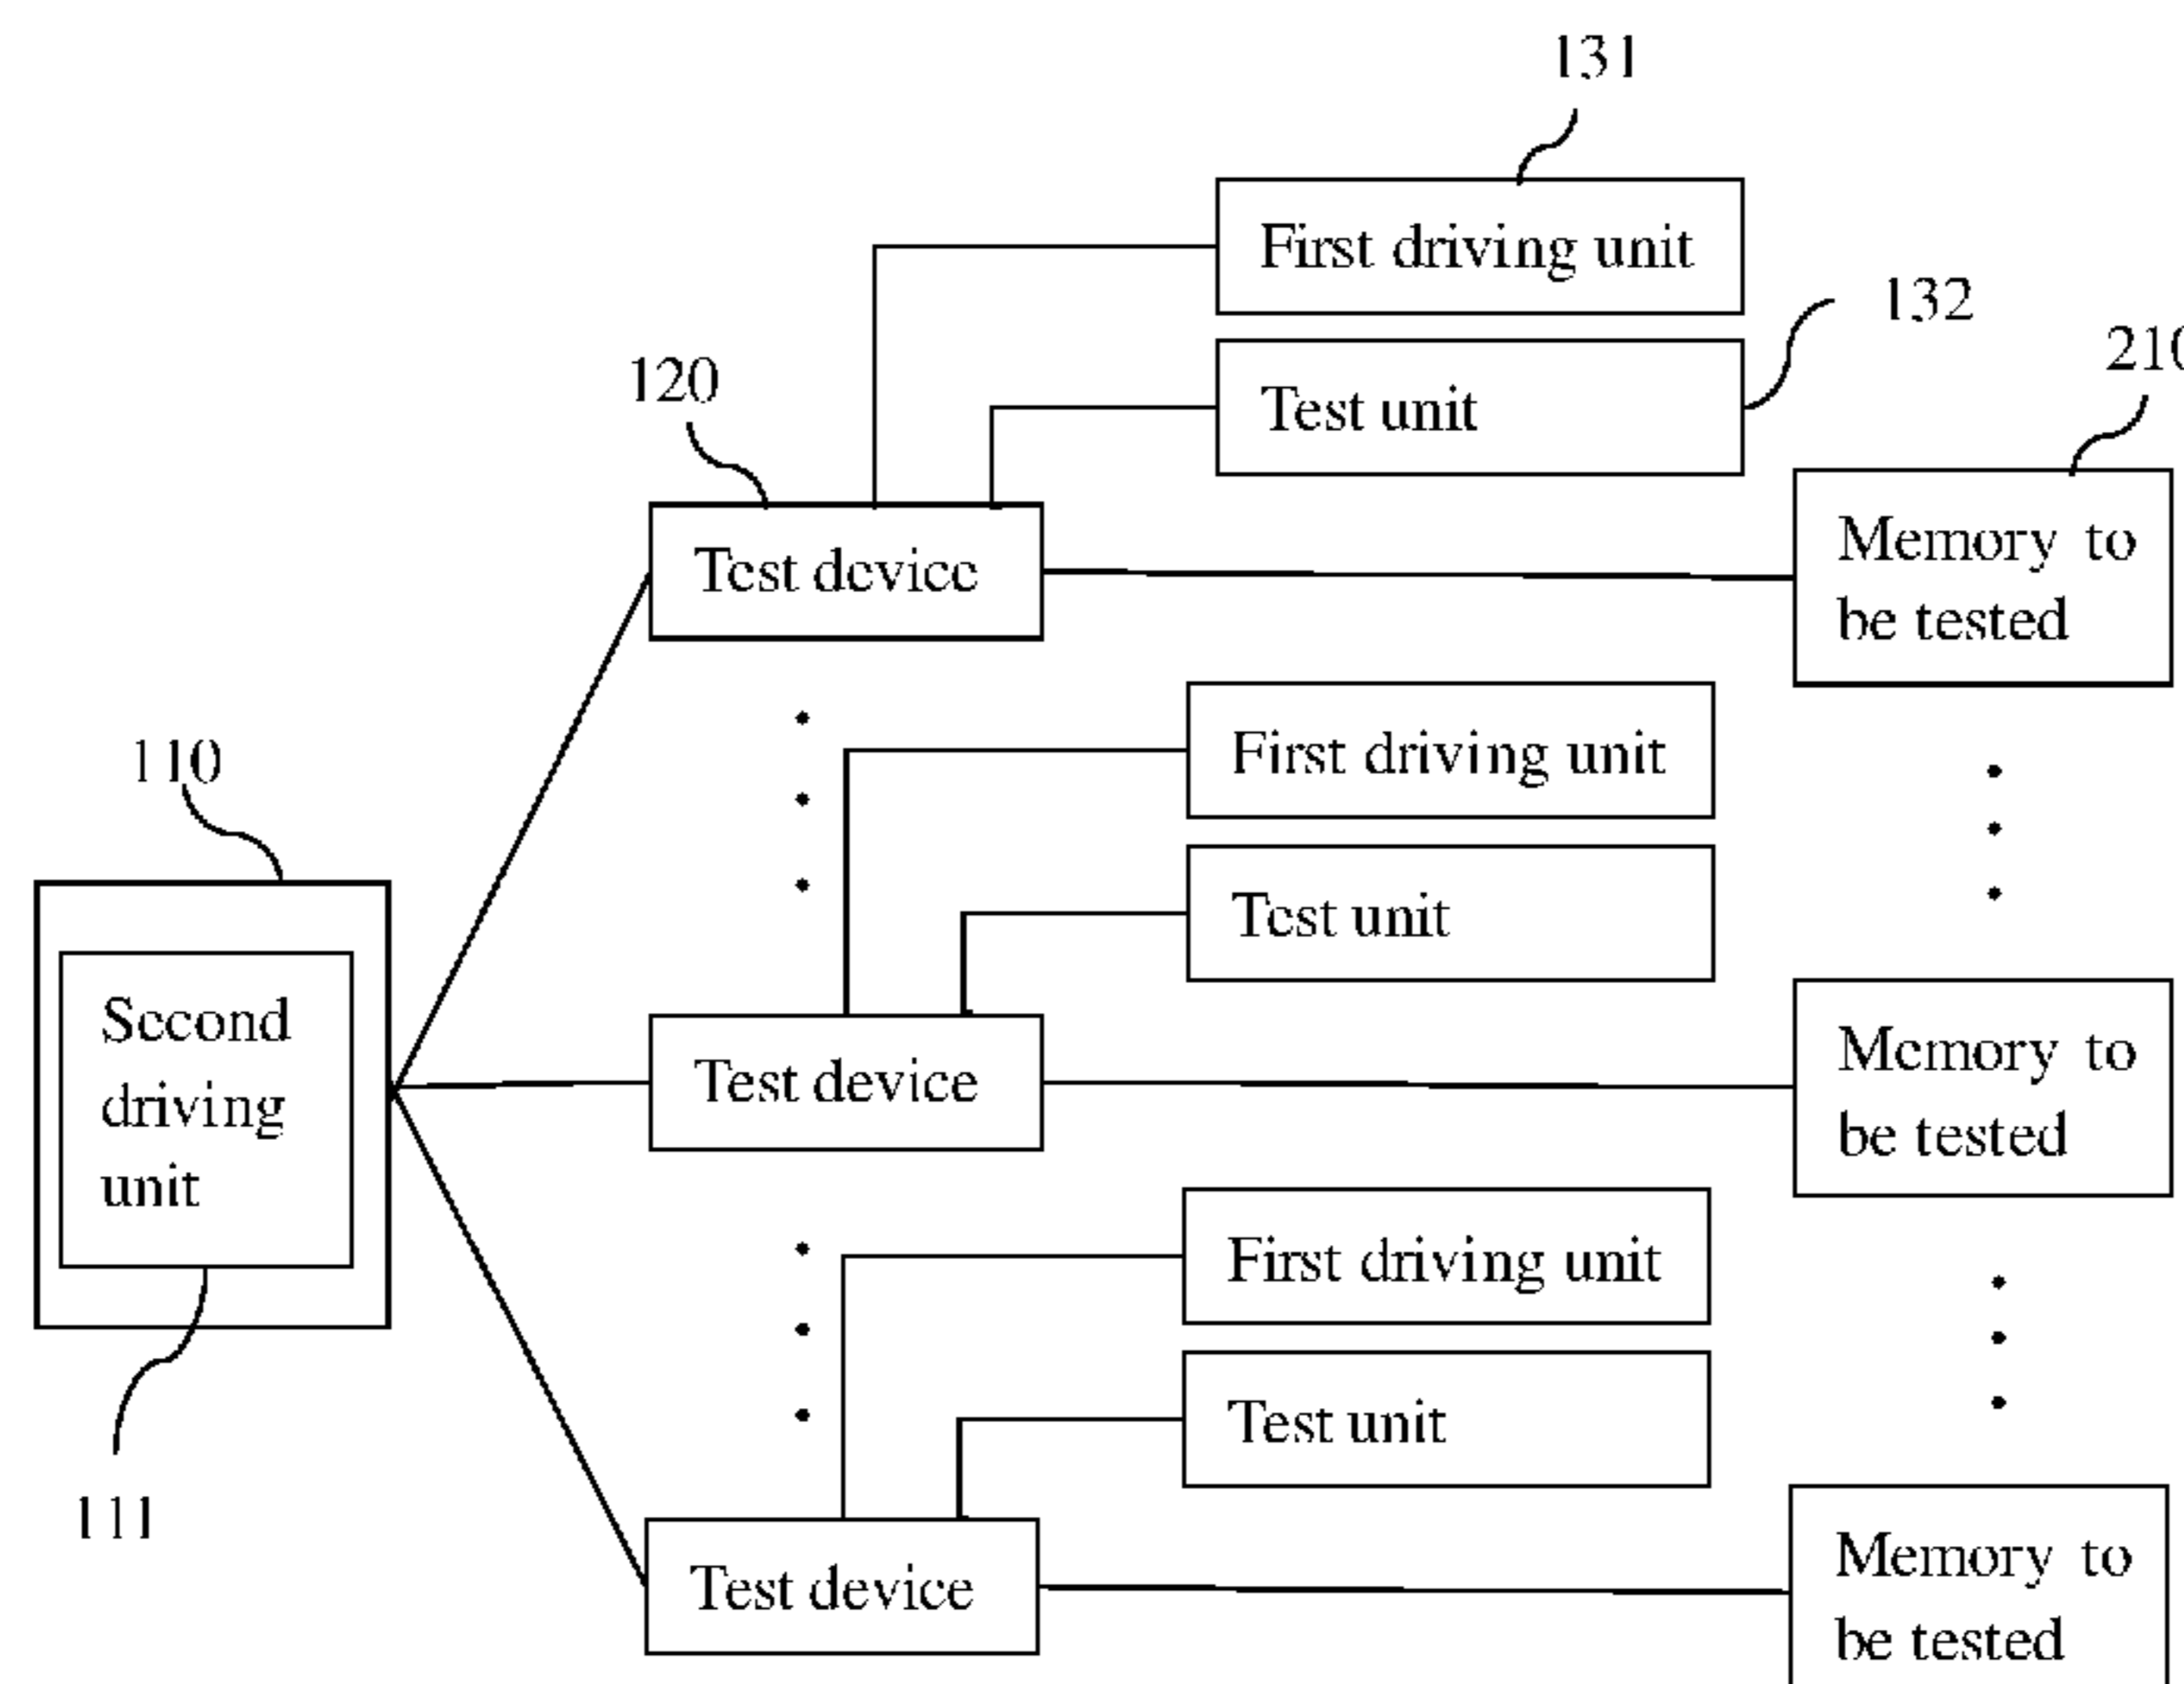 131
First driving unit
132
210
120
Test unit
Memory to
be tested
Test device
First driving unit
110
Test unit
Second
driving
unit
Memory to
be tested
Test device
First driving unit
Test unit
111
Memory to
be tested
Test device